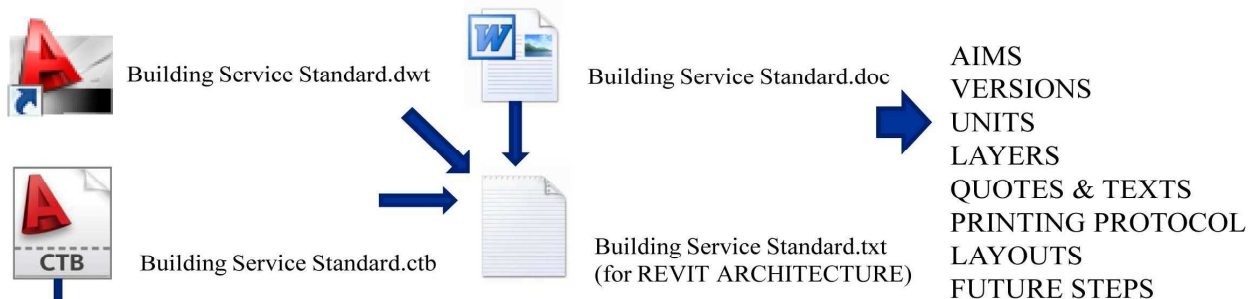 Building Service Standard.dwt
W
Building Service Standard.doc
CTB
Building Service Standard.ctb
Building Service Standard.txt
(for REVIT ARCHITECTURE)
AIMS
VERSIONS
UNITS
LAYERS
QUOTES & TEXTS
PRINTING PROTOCOL
LAYOUTS
FUTURE STEPS